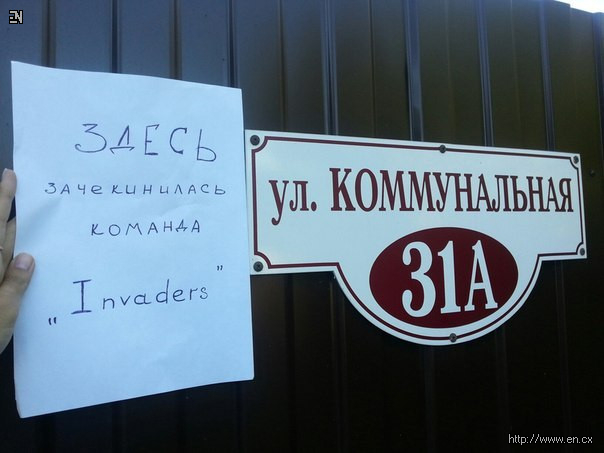 EN
ЗДЕСЬ
ЗАЧЕКИНИЛАСЬ
КОМАНДА
„Invaders"
ул. КОММУНАЛЬНАЯ
31А
http://www.en.cx